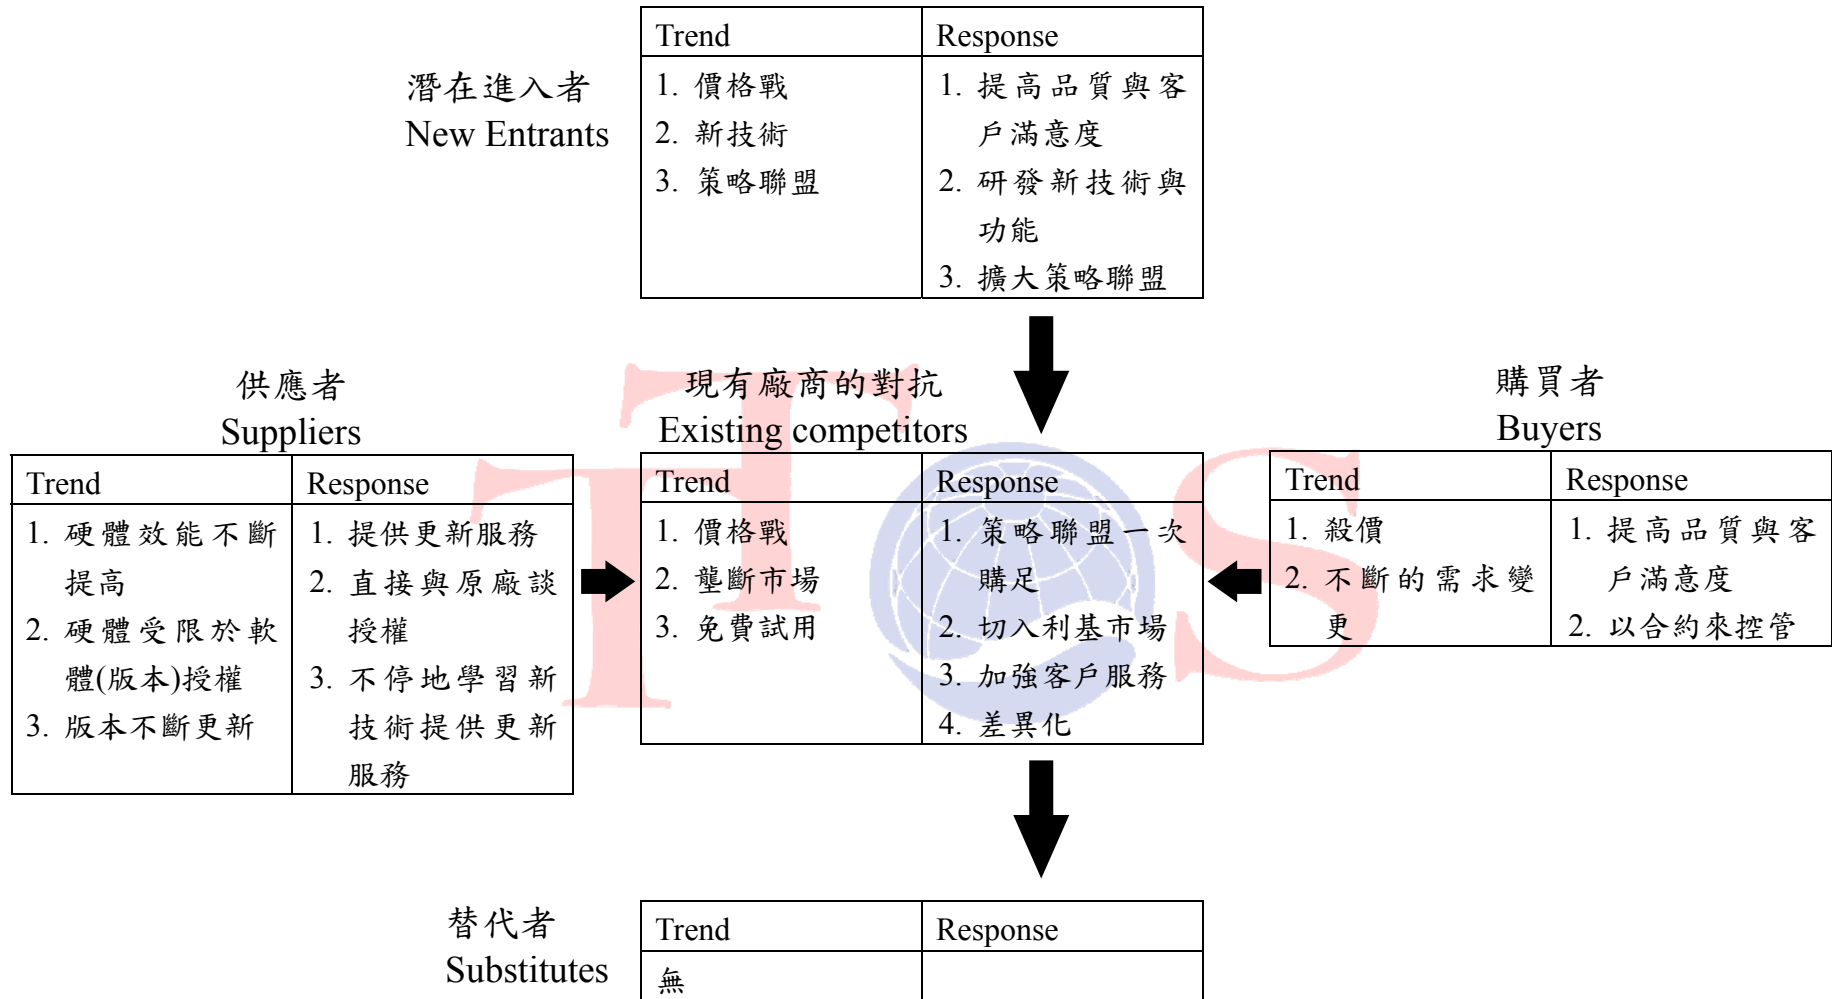 Trend
Response
潛在進入者
New Entrants
1. 價格戰
2. 新技術
3. 策略聯盟
1. 提高品質與客
戶滿意度
2. 研發新技術與
功能
3. 擴大策略聯盟
供應者
Suppliers
Trend
Response
1. 硬體效能不斷
提高
2. 硬體受限於軟
體(版本)授權
3. 版本不斷更新
1. 提供更新服務
2. 直接與原廠談
授權
3. 不停地學習新
技術提供更新
服務
現有廠商的對抗
Existing competitors
Trend
Response
1. 價格戰
2. 壟斷市場
3. 免費試用
1. 策略聯盟一次
購足
2. 切入利基市場
3. 加強客戶服務
4. 差異化
購買者
Buyers
Trend
Response
1. 殺價
2. 不斷的需求變
更
1. 提高品質與客
戶滿意度
2. 以合約來控管
替代者
Substitutes
Trend
Response
無
TTS